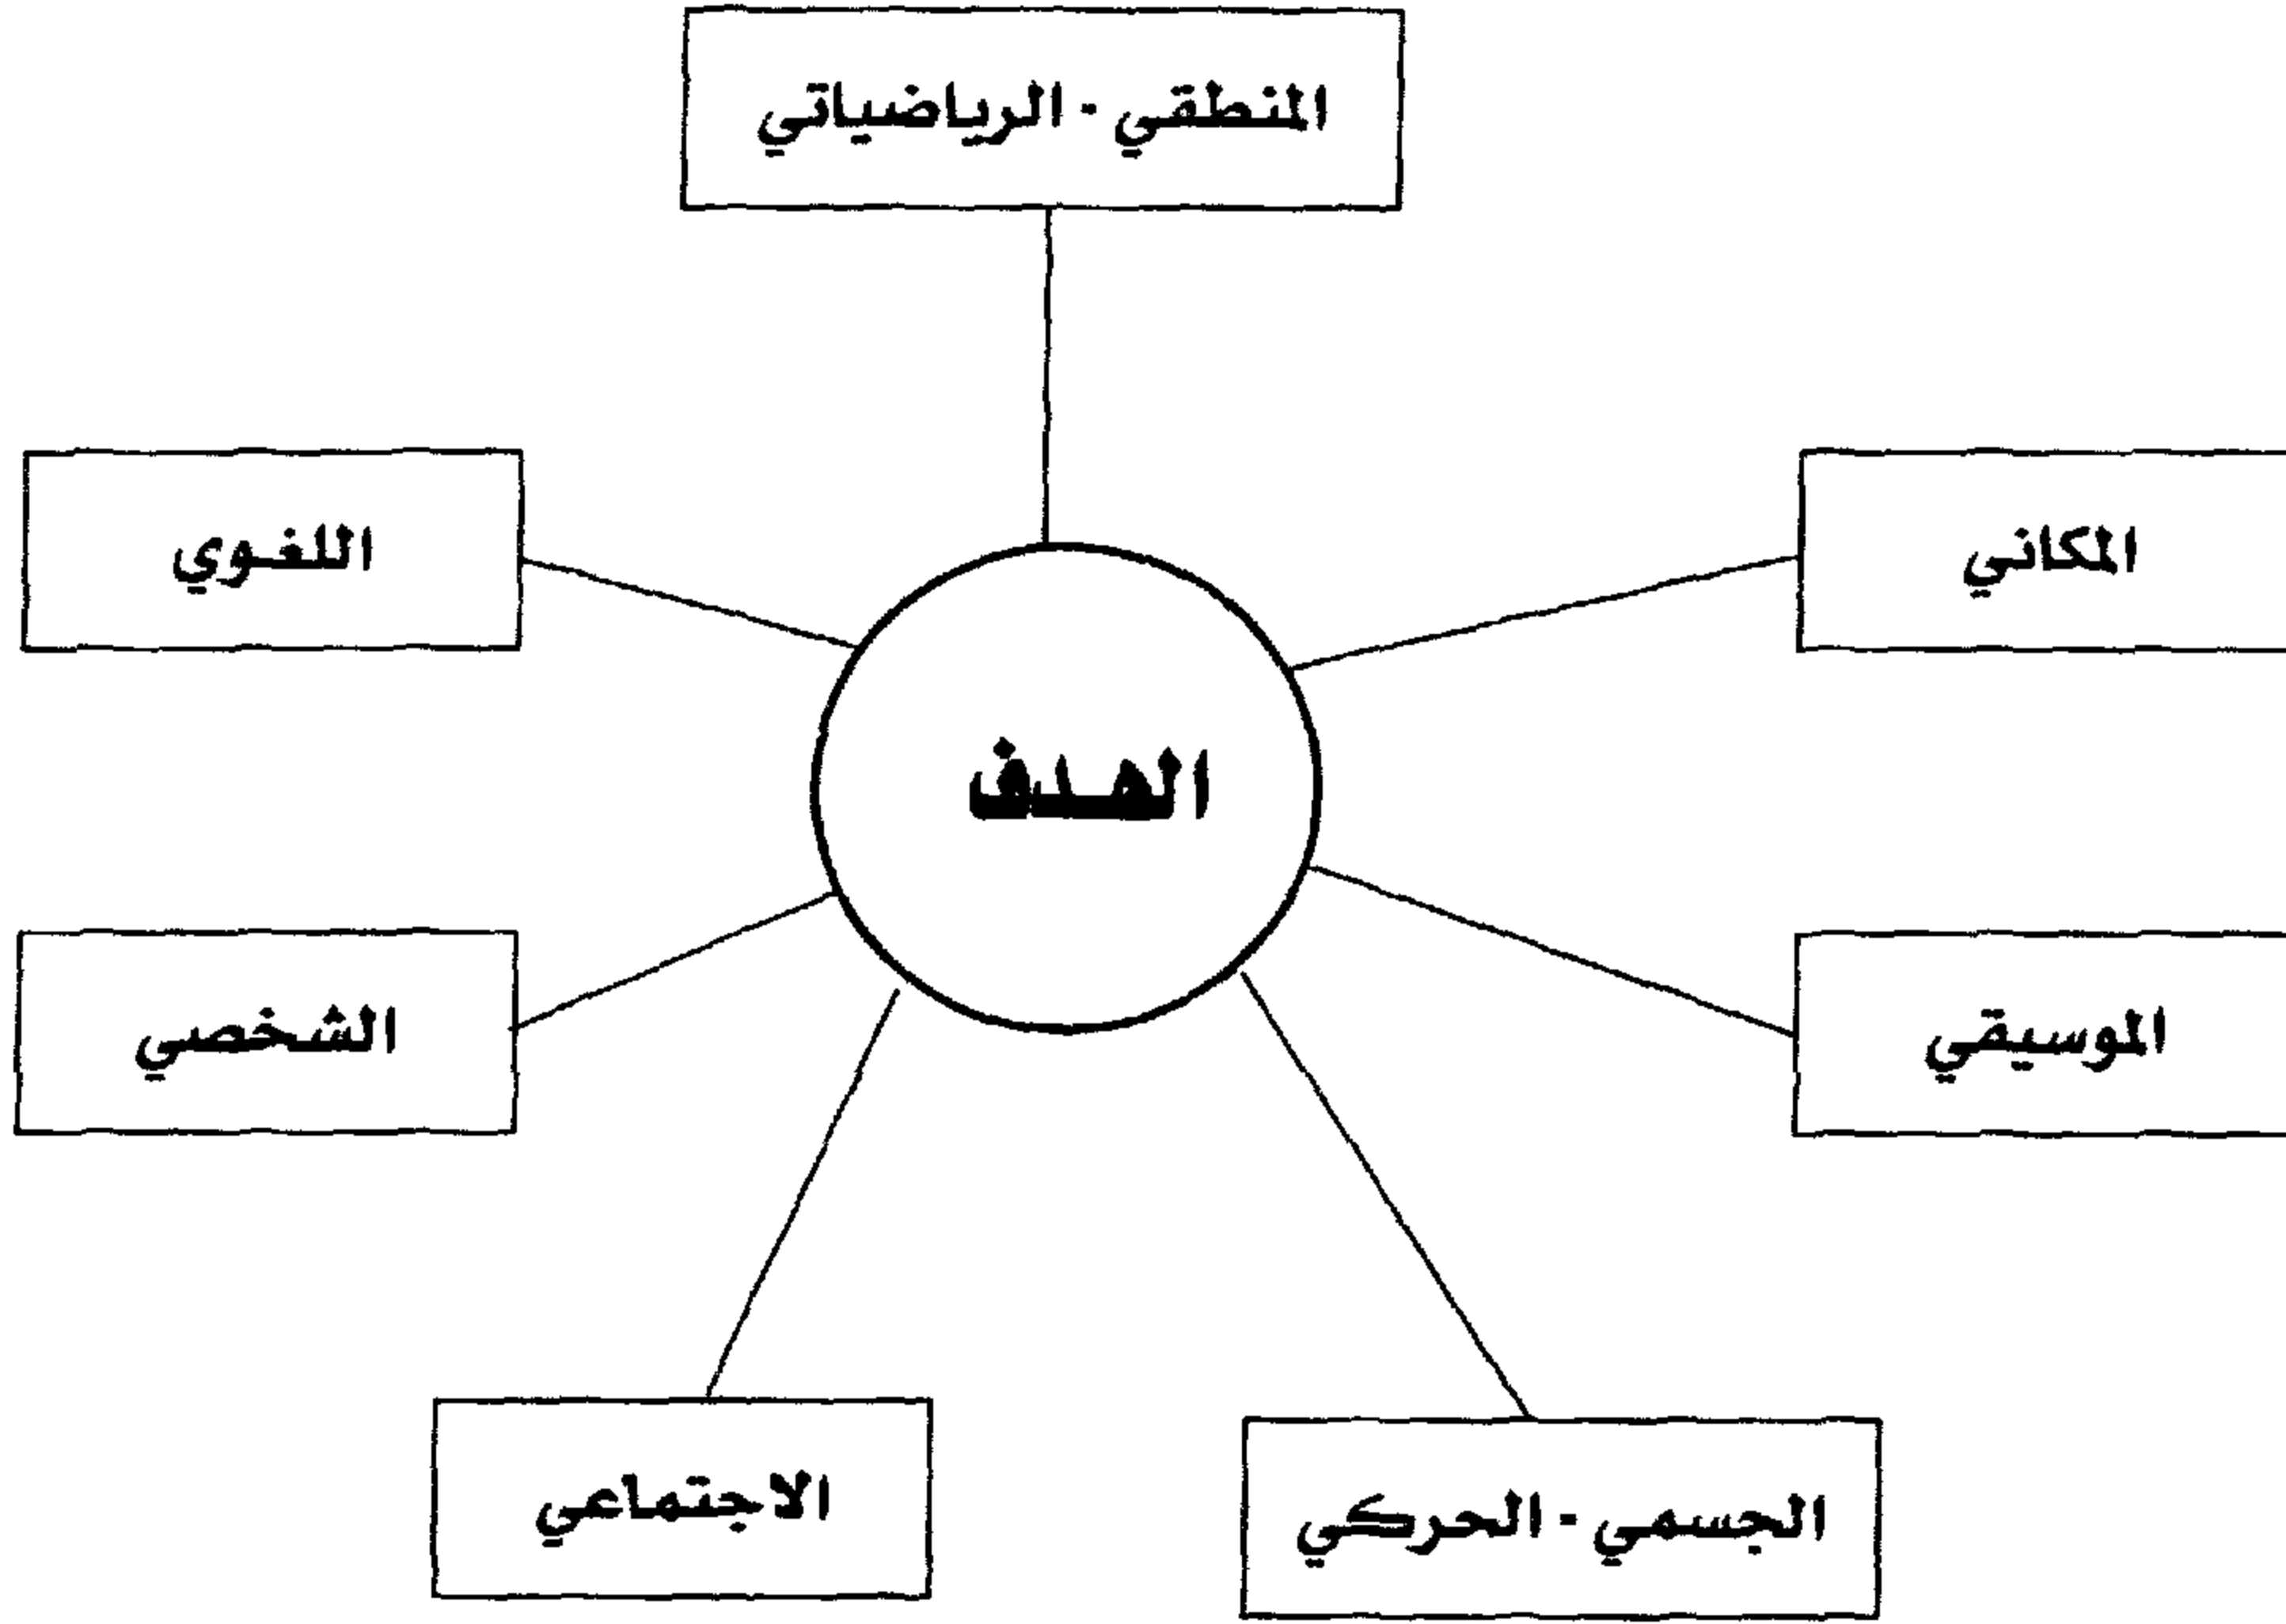 المنطقي - الرياضياتي
المكاني
اللغوي
الهدف
الموسيقي
الشخصي
الجسمي - الحركي
الاجتماعي